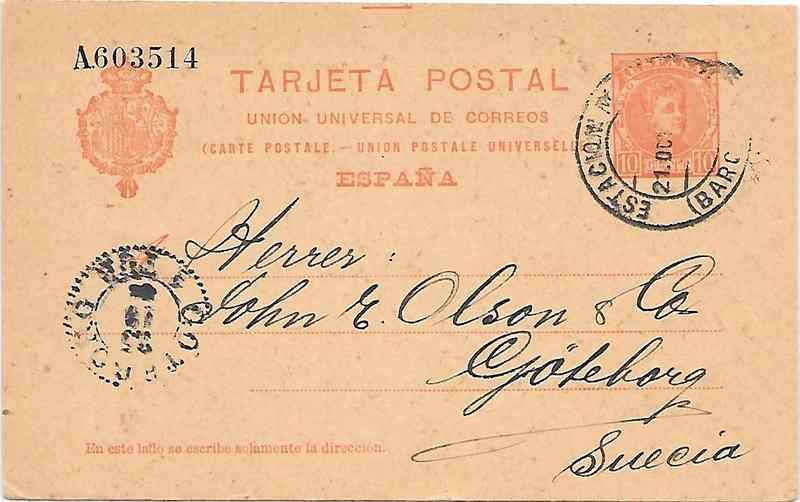 A603514
TARJETA POSTAL
UNION UNIVERSAL DE CORREOS
(CARTE POSTALE. — UNION POSTALE UNIVERSELLE)
ESPAÑA
10 10
ESTACION
21.OCT
(BARC
Herrer:
John E. Olson & Co
Göteborg
Suecia
GÖTEBORG
En este lado se escribe solamente la dirección.